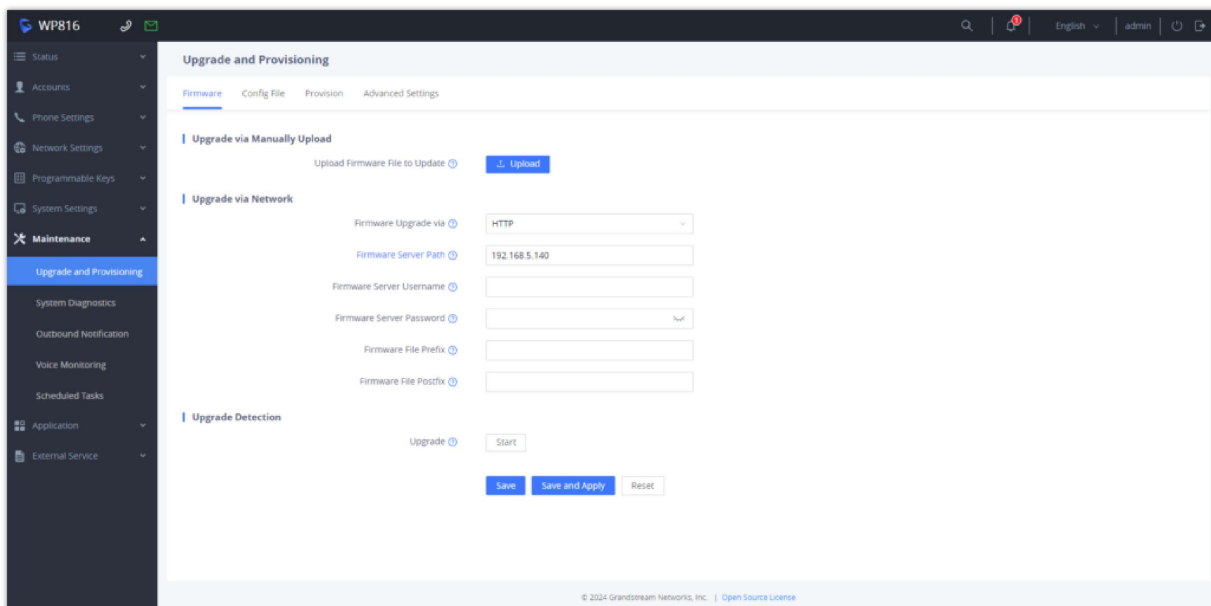 WP816
1
English
admin
Status
Accounts
Phone Settings
Network Settings
Programmable Keys
System Settings
Maintenance
Upgrade and Provisioning
System Diagnostics
Outbound Notification
Voice Monitoring
Scheduled Tasks
Application
External Service
Upgrade and Provisioning
Firmware Config File Provision Advanced Settings
Upgrade via Manually Upload
Upload Firmware File to Update ? Upload
Upgrade via Network
Firmware Upgrade via ? HTTP
Firmware Server Path ? 192.168.5.140
Firmware Server Username ?
Firmware Server Password ?
Firmware File Prefix ?
Firmware File Postfix ?
Upgrade Detection
Upgrade ? Start
Save Save and Apply Reset
© 2024 Grandstream Networks, Inc. | Open Source License